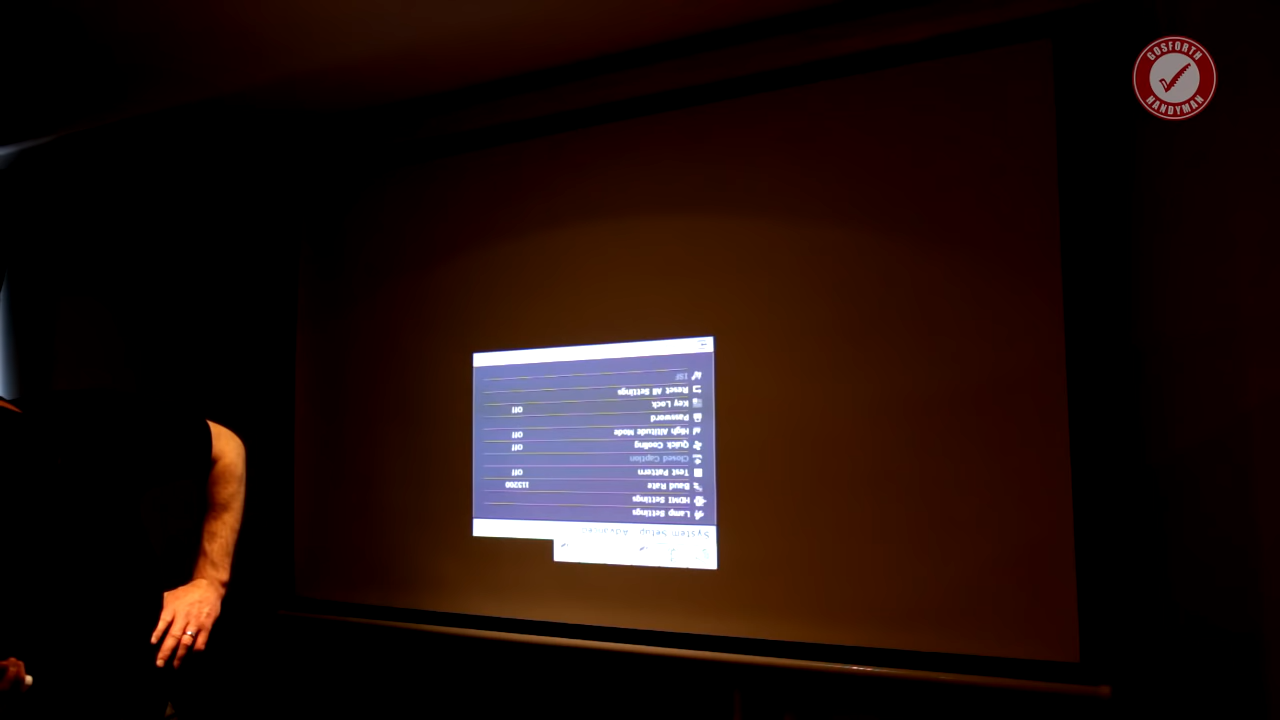 GOSFORTH
HANDYMAN
System Setup : Advanced
Lamp Settings
HDMI Settings
Baud Rate 115200
Test Pattern Off
Closed Caption
Quick Cooling Off
High Altitude Mode Off
Password
Key Lock Off
Reset All Settings
ISF